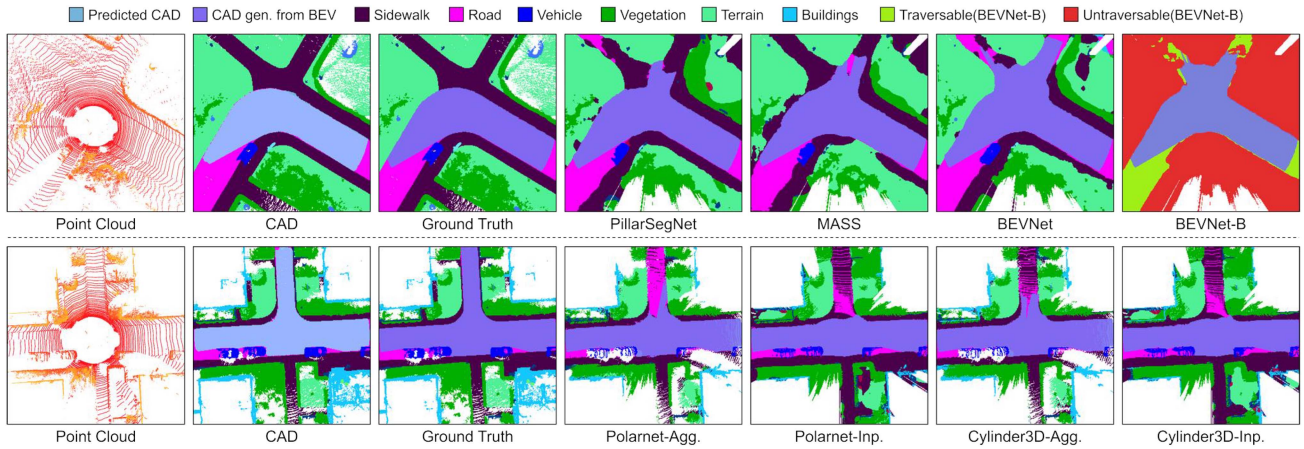 Predicted CAD CAD gen. from BEV Sidewalk Road Vehicle Vegetation Terrain Buildings Traversable(BEVNet-B) Untraversable(BEVNet-B)
Point Cloud CAD Ground Truth PillarSegNet MASS BEVNet BEVNet-B
Point Cloud CAD Ground Truth Polarnet-Agg. Polarnet-Inp. Cylinder3D-Agg. Cylinder3D-Inp.